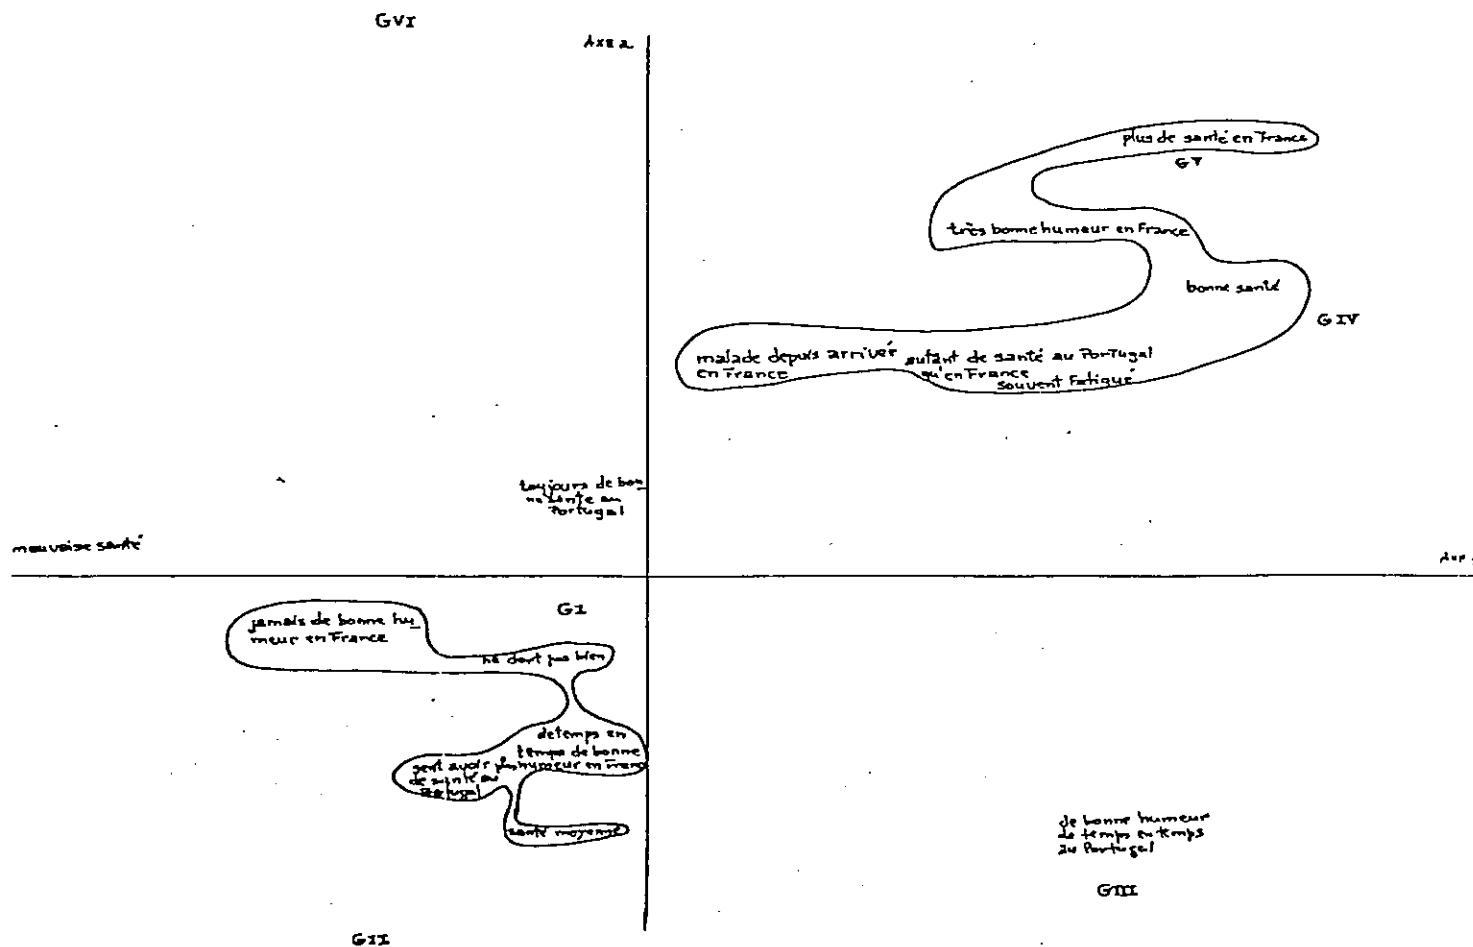 GVI
Axe 2
plus de santé en France
GV
très bonne humeur en France
bonne santé
GIV
malade depuis arrivér
en France
autant de santé au Portugal
qu'en France
souvent Fatigué
toujours de bon
ne santé au
Portugal
mauvaise santé
Axe
GI
jamais de bonne hu_
meur en France
ne dort pas bien
de temps en
temps de bonne
humeur en Franc
sent avoir plus
de santé au
Portugal
santé moyenne
de bonne humeur
de temps en temps
au Portugal
GIII
GII